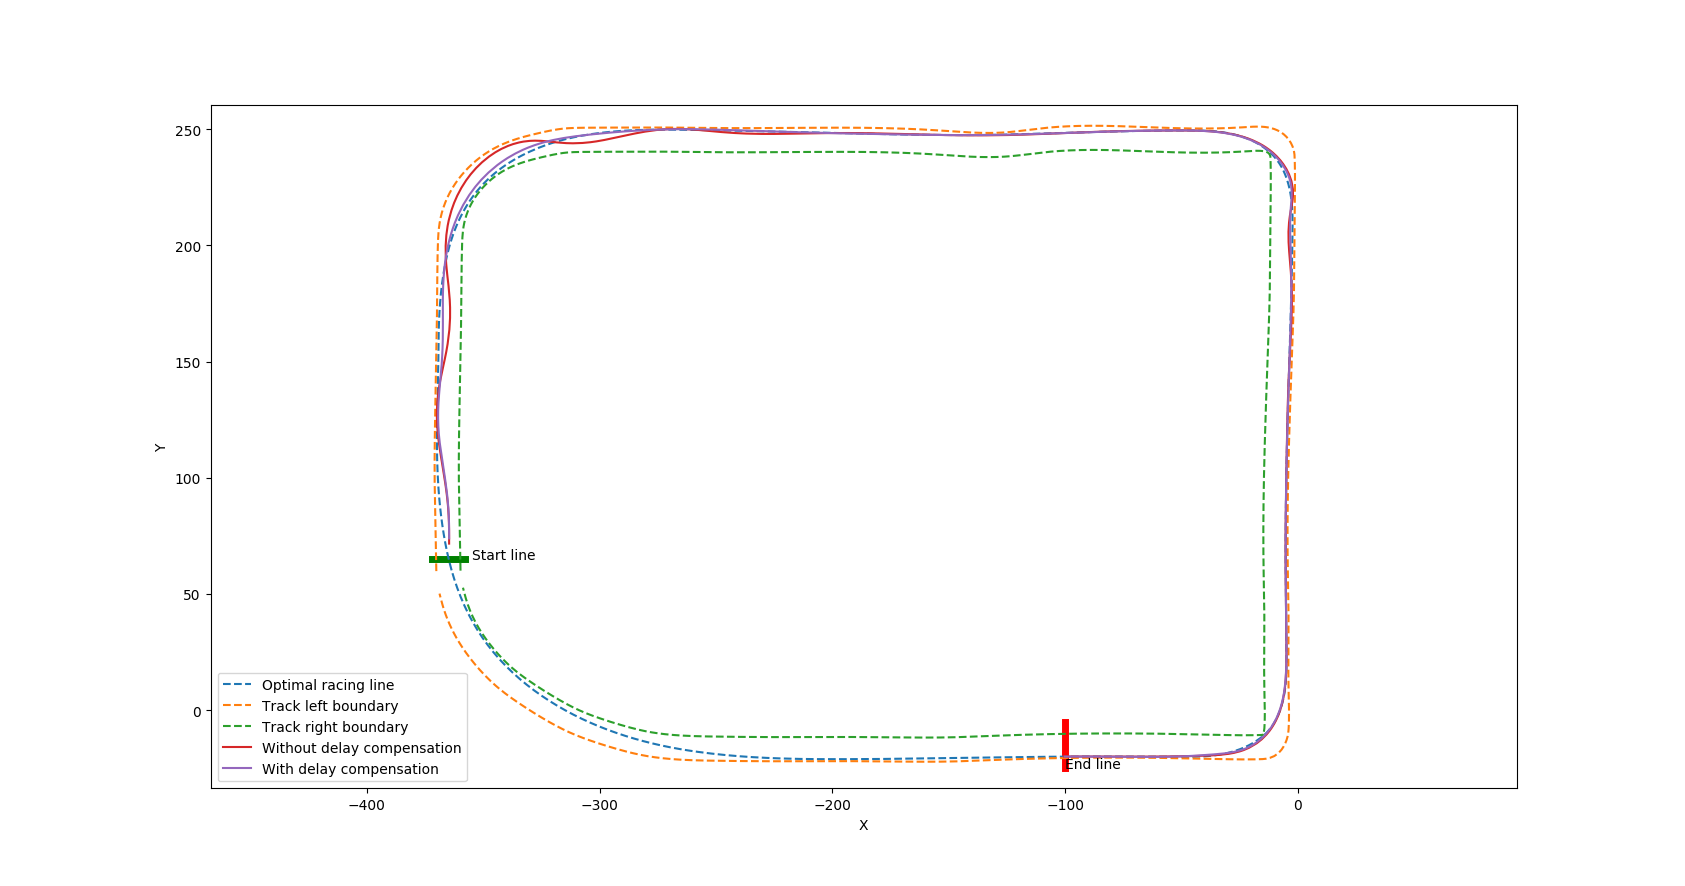 250
200
150
100
50
0
Y
Start line
End line
Optimal racing line
Track left boundary
Track right boundary
Without delay compensation
With delay compensation
−400
−300
−200
−100
0
X